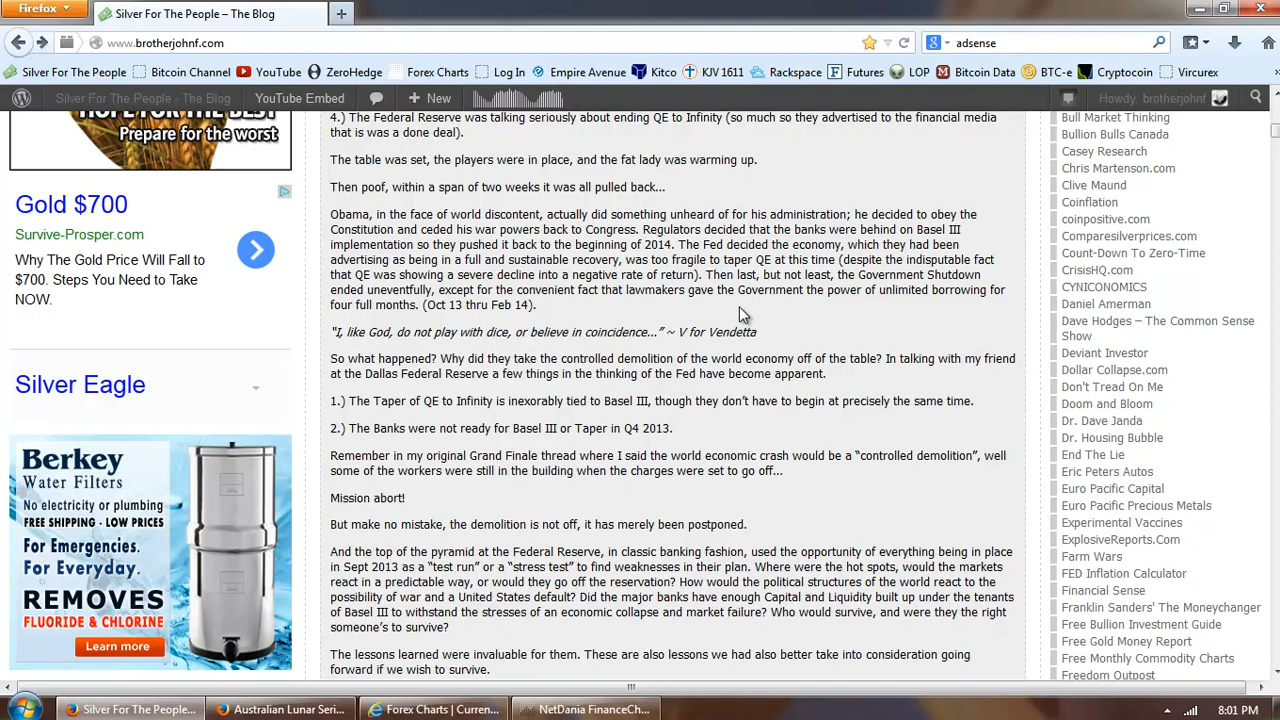 Firefox
Silver For The People – The Blog
www.brotherjohnf.com
adsense
Silver For The People
Bitcoin Channel
YouTube
ZeroHedge
Forex Charts
Log In
Empire Avenue
Kitco
KJV 1611
Rackspace
Futures
LOP
Bitcoin Data
BTC-e
Cryptocoin
Vircurex
Silver For The People - The Blog
YouTube Embed
New
Howdy, brotherjohnf
HOPE FOR THE BEST
Prepare for the worst
Gold $700
Survive-Prosper.com
Why The Gold Price Will Fall to
$700. Steps You Need to Take
NOW.
Silver Eagle
Berkey
Water Filters
No electricity or plumbing
FREE SHIPPING - LOW PRICES
For Emergencies.
For Everyday.
REMOVES
FLUORIDE & CHLORINE
Learn more
4.) The Federal Reserve was talking seriously about ending QE to Infinity (so much so they advertised to the financial media
that is was a done deal).
The table was set, the players were in place, and the fat lady was warming up.
Then poof, within a span of two weeks it was all pulled back...
Obama, in the face of world discontent, actually did something unheard of for his administration; he decided to obey the
Constitution and ceded his war powers back to Congress. Regulators decided that the banks were behind on Basel III
implementation so they pushed it back to the beginning of 2014. The Fed decided the economy, which they had been
advertising as being in a full and sustainable recovery, was too fragile to taper QE at this time (despite the indisputable fact
that QE was showing a severe decline into a negative rate of return). Then last, but not least, the Government Shutdown
ended uneventfully, except for the convenient fact that lawmakers gave the Government the power of unlimited borrowing for
four full months. (Oct 13 thru Feb 14).
“I, like God, do not play with dice, or believe in coincidence...” ~ V for Vendetta
So what happened? Why did they take the controlled demolition of the world economy off of the table? In talking with my friend
at the Dallas Federal Reserve a few things in the thinking of the Fed have become apparent.
1.) The Taper of QE to Infinity is inexorably tied to Basel III, though they don’t have to begin at precisely the same time.
2.) The Banks were not ready for Basel III or Taper in Q4 2013.
Remember in my original Grand Finale thread where I said the world economic crash would be a “controlled demolition”, well
some of the workers were still in the building when the charges were set to go off...
Mission abort!
But make no mistake, the demolition is not off, it has merely been postponed.
And the top of the pyramid at the Federal Reserve, in classic banking fashion, used the opportunity of everything being in place
in Sept 2013 as a “test run” or a “stress test” to find weaknesses in their plan. Where were the hot spots, would the markets
react in a predictable way, or would they go off the reservation? How would the political structures of the world react to the
possibility of war and a United States default? Did the major banks have enough Capital and Liquidity built up under the tenants
of Basel III to withstand the stresses of an economic collapse and market failure? Who would survive, and were they the right
someone’s to survive?
The lessons learned were invaluable for them. These are also lessons we had also better take into consideration going
forward if we wish to survive.
Bull Market Thinking
Bullion Bulls Canada
Casey Research
Chris Martenson.com
Clive Maund
Coinflation
coinpositive.com
Comparesilverprices.com
Count-Down To Zero-Time
CrisisHQ.com
CYNICONOMICS
Daniel Amerman
Dave Hodges – The Common Sense
Show
Deviant Investor
Dollar Collapse.com
Don't Tread On Me
Doom and Bloom
Dr. Dave Janda
Dr. Housing Bubble
End The Lie
Eric Peters Autos
Euro Pacific Capital
Euro Pacific Precious Metals
Experimental Vaccines
ExplosiveReports.Com
Farm Wars
FED Inflation Calculator
Financial Sense
Franklin Sanders' The Moneychanger
Free Bullion Investment Guide
Free Gold Money Report
Free Monthly Commodity Charts
Freedom Outpost
Silver For The People...
Australian Lunar Seri...
Forex Charts | Curren...
NetDania FinanceCh...
8:01 PM